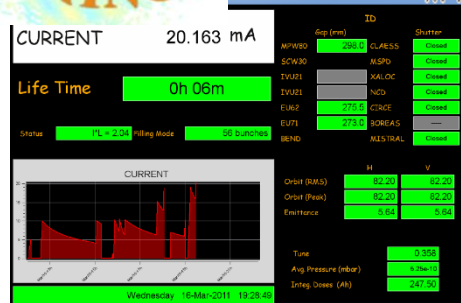 NING
CURRENT 20.163 mA
Life Time 0h 06m
Status I*L = 2.04 Filling Mode 56 bunches
CURRENT
Wednesday 16-Mar-2011 19:28:49
ID
Gap (mm) Shutter
MPW80 298.0 CLAESS Closed
SCW30 MSPD Closed
IVU21 XALOC Closed
IVU21 NCD Closed
EU62 275.5 CIRCE Closed
EU71 273.0 BOREAS ----
BEND MISTRAL Closed
H V
Orbit (RMS) 82.20 82.20
Orbit (Peak) 82.20 82.20
Emittance 5.64 5.64
Tune 0.358
Avg. Pressure (mbar) 5.25e-10
Integ. Doses (Ah) 247.50